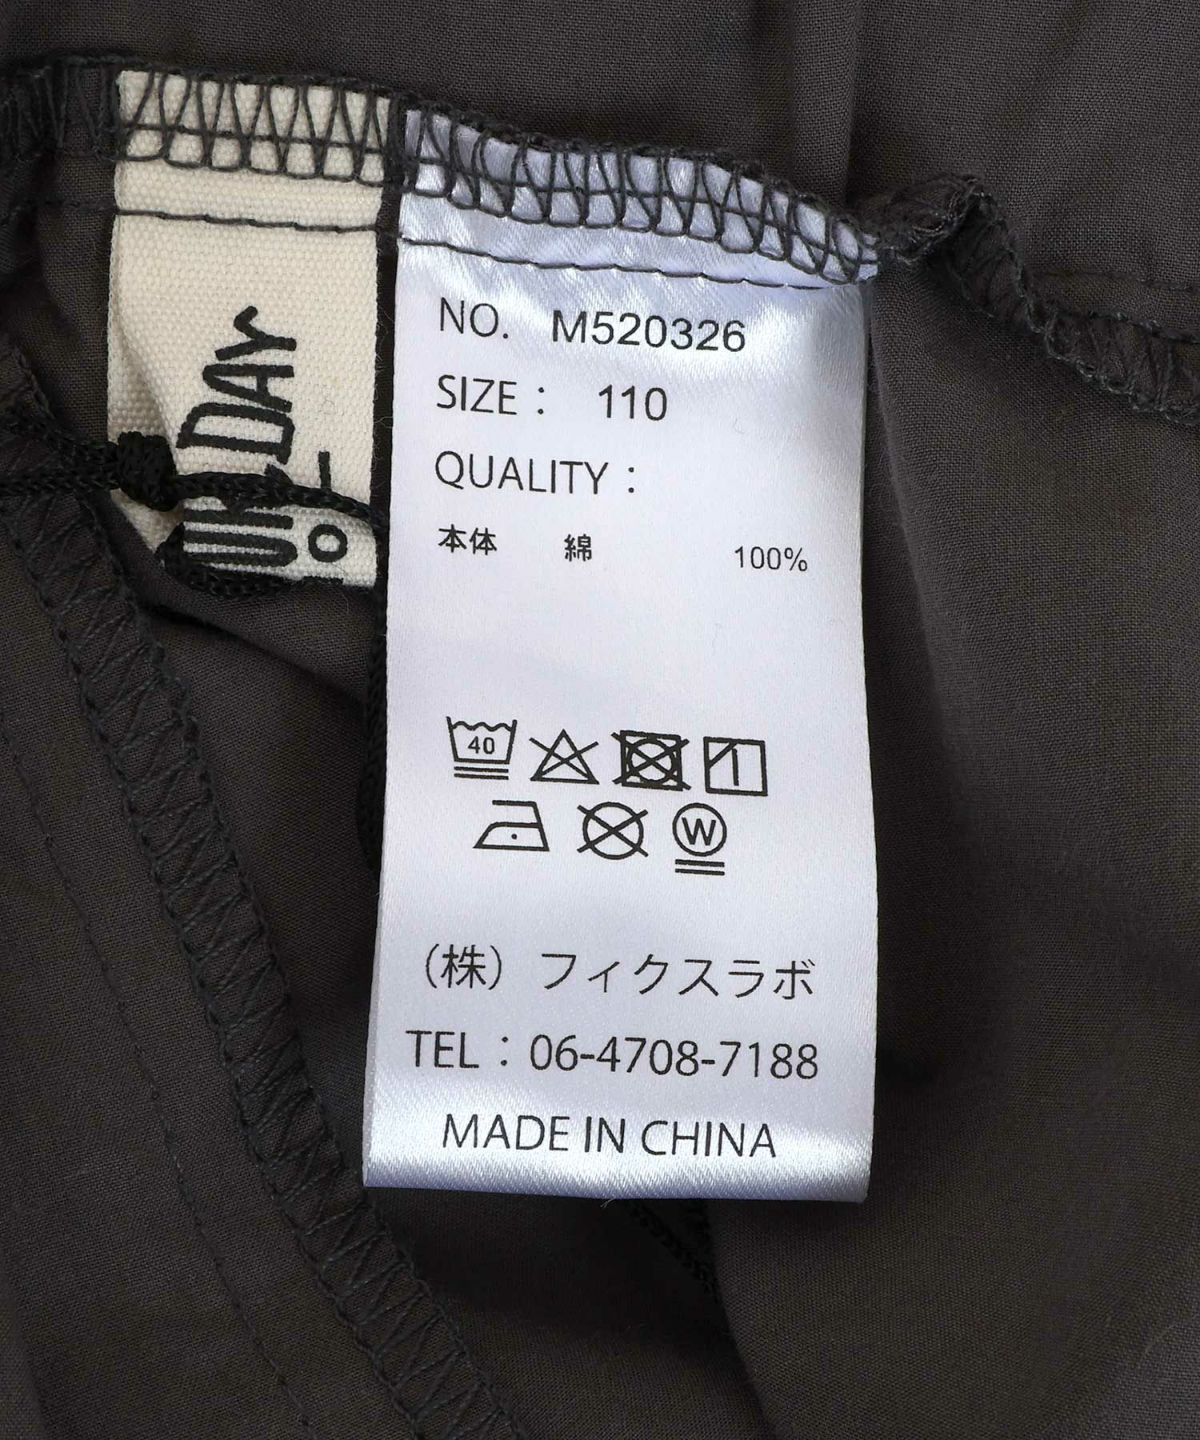 NO. M520326
SIZE： 110
QUALITY：
本体 綿 100%
40
W
（株）フィクスラボ
TEL：06-4708-7188
MADE IN CHINA
DAY